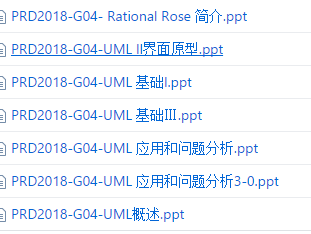 PRD2018-G04- Rational Rose 简介.ppt
PRD2018-G04-UML II界面原型.ppt
PRD2018-G04-UML 基础I.ppt
PRD2018-G04-UML 基础III.ppt
PRD2018-G04-UML 应用和问题分析.ppt
PRD2018-G04-UML 应用和问题分析3-0.ppt
PRD2018-G04-UML概述.ppt